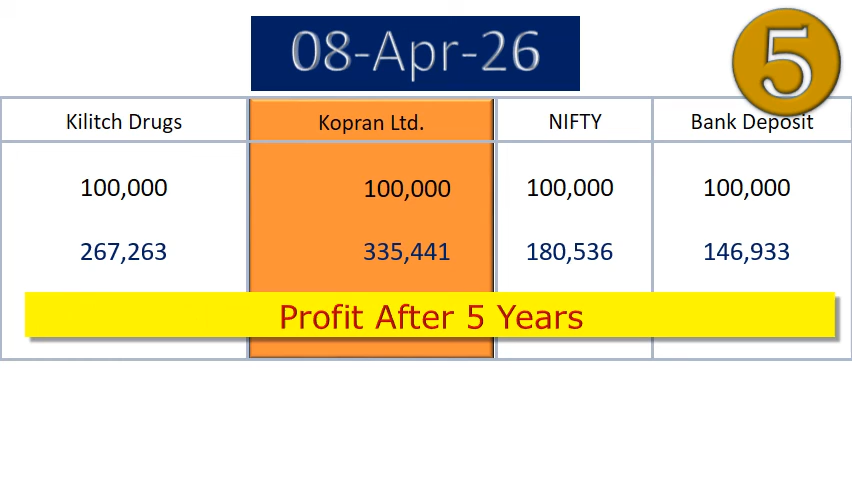 08-Apr-26
5
Kilitch Drugs Kopran Ltd. NIFTY Bank Deposit
100,000 100,000 100,000 100,000
267,263 335,441 180,536 146,933
Profit After 5 Years